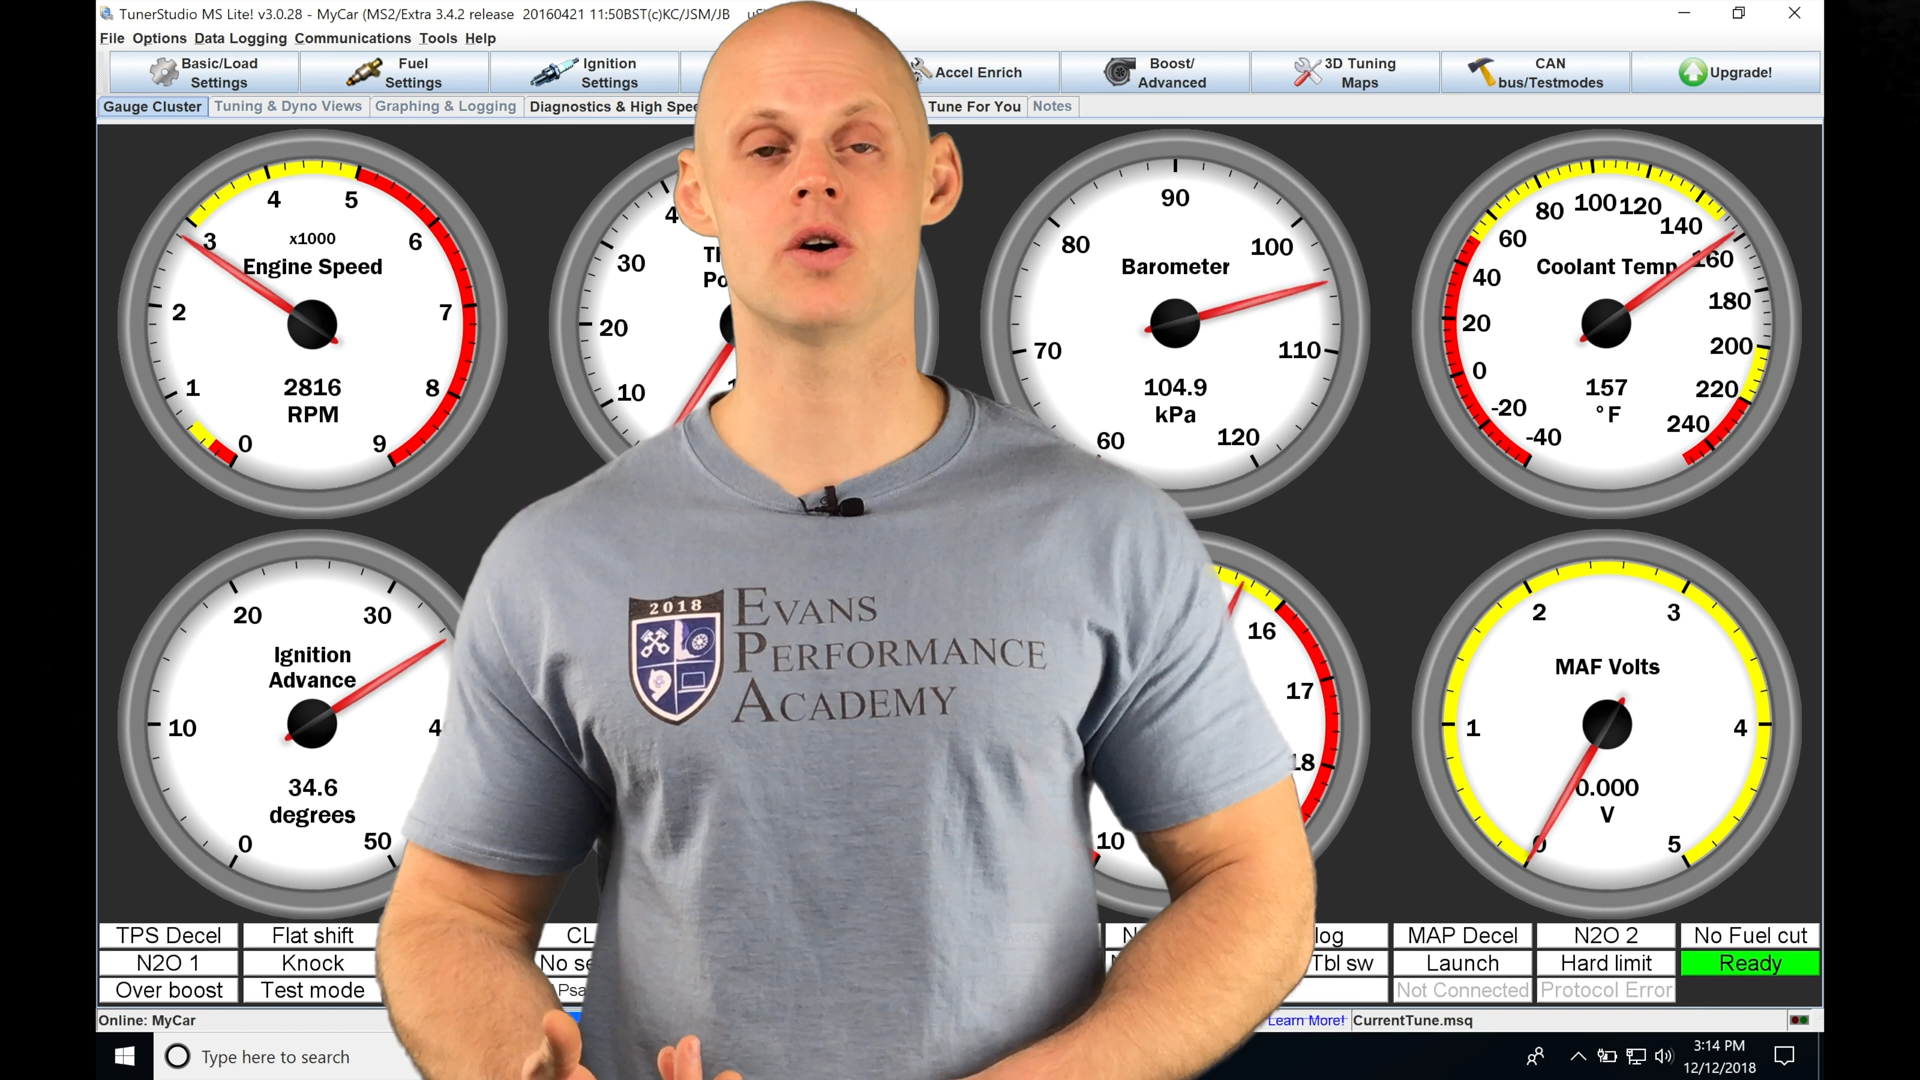 TunerStudio MS Lite! v3.0.28 - MyCar (MS2/Extra 3.4.2 release 20160421 11:50BST(c)KC/JSM/JB
File Options Data Logging Communications Tools Help
Basic/Load
Settings
Fuel
Settings
Ignition
Settings
Accel Enrich
Boost/
Advanced
3D Tuning
Maps
CAN
bus/Testmodes
Upgrade!
Gauge Cluster Tuning & Dyno Views Graphing & Logging Diagnostics & High Spee Tune For You Notes
0 1 2 3 4 5 6 7 8 9
x1000
Engine Speed
2816
RPM
10 20 30 4
60 70 80 90 100 110 120
Barometer
104.9
kPa
-40 -20 0 20 40 60 80 100 120 140 160 180 200 220 240
Coolant Temp
157
°F
0 10 20 30 4 50
Ignition
Advance
34.6
degrees
10 16 17 18
0 1 2 3 4 5
MAF Volts
0.000
V
2018
EVANS
PERFORMANCE
ACADEMY
TPS Decel Flat shift CL log MAP Decel N2O 2 No Fuel cut
N2O 1 Knock No se Tbl sw Launch Hard limit Ready
Over boost Test mode Not Connected Protocol Error
Online: MyCar Learn More! CurrentTune.msq
Type here to search
3:14 PM
12/12/2018